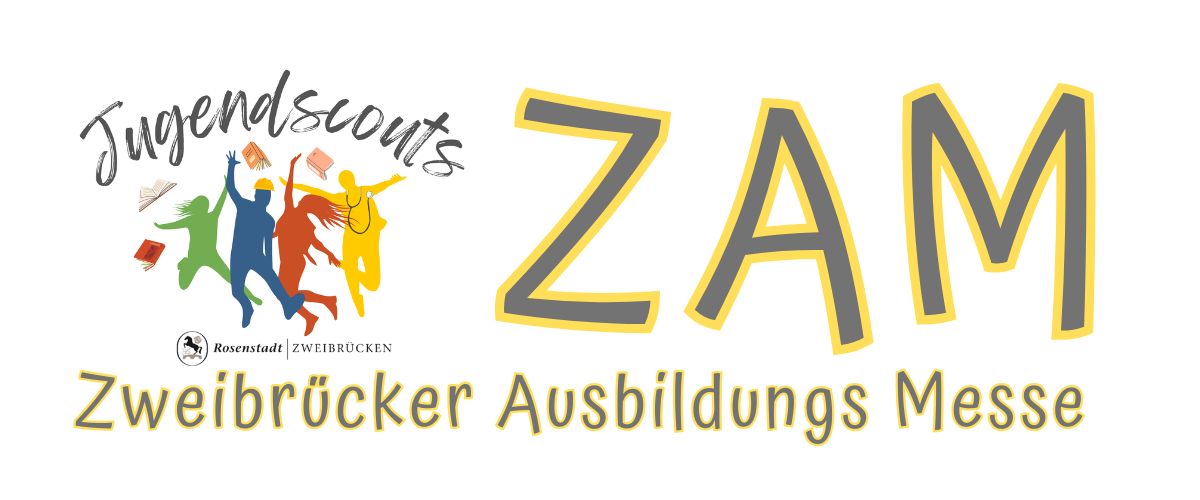 Jugendscouts
ZAM
Rosenstadt ZWEIBRÜCKEN
Zweibrücker Ausbildungs Messe